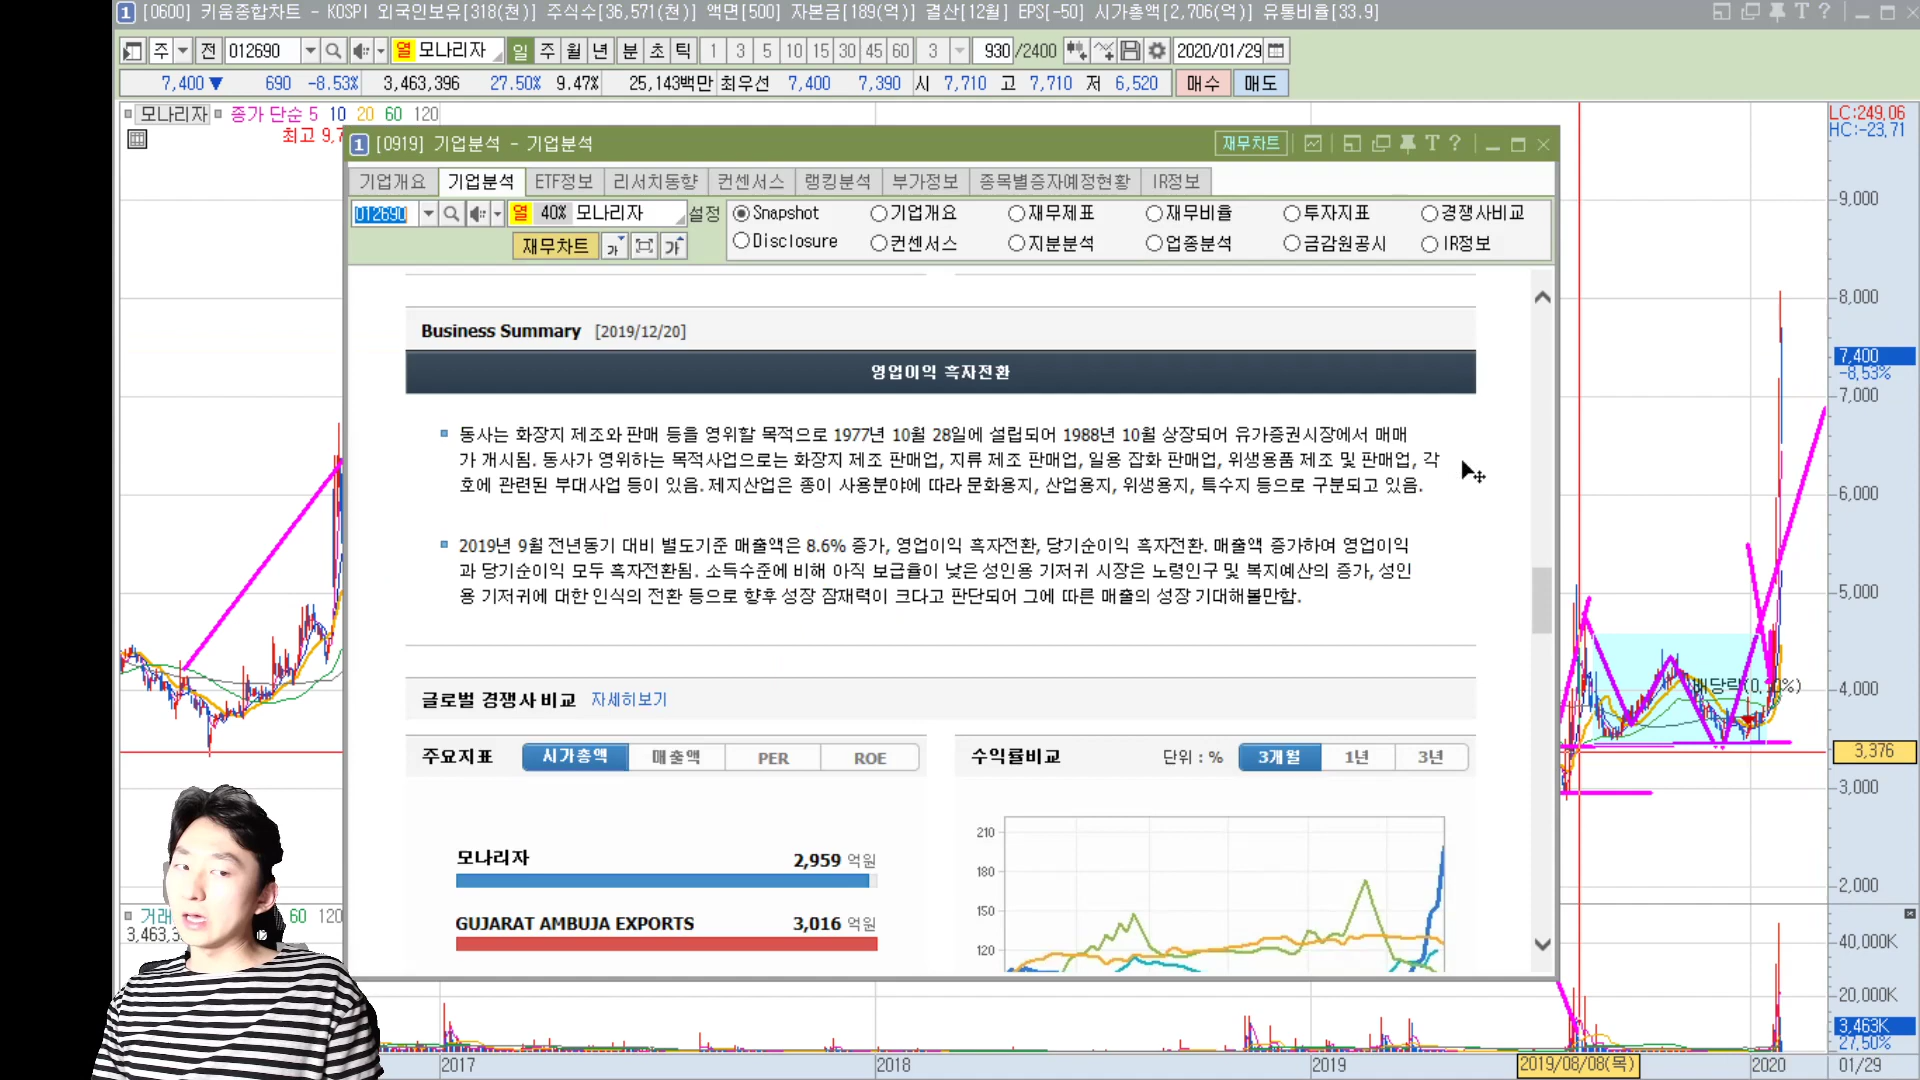 1 [0600] 키움종합차트 - KOSPI 외국인보유[318(천)] 주식수[36,571(천)] 액면[500] 자본금[189(억)] 결산[12월] EPS[-50] 시가총액[2,706(억)] 유통비율[33.9]
주 전 012690 열 모나리자 일 주 월 년 분 초 틱 1 3 5 10 15 30 45 60 3 930 /2400 2020/01/29
7,400 ▼ 690 -8.53% 3,463,396 27.50% 9.47% 25,143백만 최우선 7,400 7,390 시 7,710 고 7,710 저 6,520 매수 매도
모나리자 종가 단순 5 10 20 60 120
최고 9,7
LC:249.06
HC:-23.71
1 [0919] 기업분석 - 기업분석 재무차트 T ?
기업개요 기업분석 ETF정보 리서치동향 컨센서스 랭킹분석 부가정보 종목별증자예정현황 IR정보
012690 열 40% 모나리자 설정 Snapshot 기업개요 재무제표 재무비율 투자지표 경쟁사비교
재무차트 가 가 Disclosure 컨센서스 지분분석 업종분석 금감원공시 IR정보
Business Summary [2019/12/20]
영업이익 흑자전환
동사는 화장지 제조와 판매 등을 영위할 목적으로 1977년 10월 28일에 설립되어 1988년 10월 상장되어 유가증권시장에서 매매
가 개시됨. 동사가 영위하는 목적사업으로는 화장지 제조 판매업, 지류 제조 판매업, 일용 잡화 판매업, 위생용품 제조 및 판매업, 각
호에 관련된 부대사업 등이 있음. 제지산업은 종이 사용분야에 따라 문화용지, 산업용지, 위생용지, 특수지 등으로 구분되고 있음.
2019년 9월 전년동기 대비 별도기준 매출액은 8.6% 증가, 영업이익 흑자전환, 당기순이익 흑자전환. 매출액 증가하여 영업이익
과 당기순이익 모두 흑자전환됨. 소득수준에 비해 아직 보급율이 낮은 성인용 기저귀 시장은 노령인구 및 복지예산의 증가, 성인
용 기저귀에 대한 인식의 전환 등으로 향후 성장 잠재력이 크다고 판단되어 그에 따른 매출의 성장 기대해볼만함.
글로벌 경쟁사 비교 자세히보기
주요지표 시가총액 매출액 PER ROE
수익률비교 단위 : % 3개월 1년 3년
모나리자 2,959 억원
GUJARAT AMBUJA EXPORTS 3,016 억원
210
180
150
120
9,000
8,000
7,400
-8.53%
7,000
6,000
5,000
4,000
3,376
3,000
2,000
배당락(0,
거래 60 120
3,463,3
40,000K
20,000K
3,463K
27.50%
2017 2018 2019 2019/08/08(목) 2020 01/29